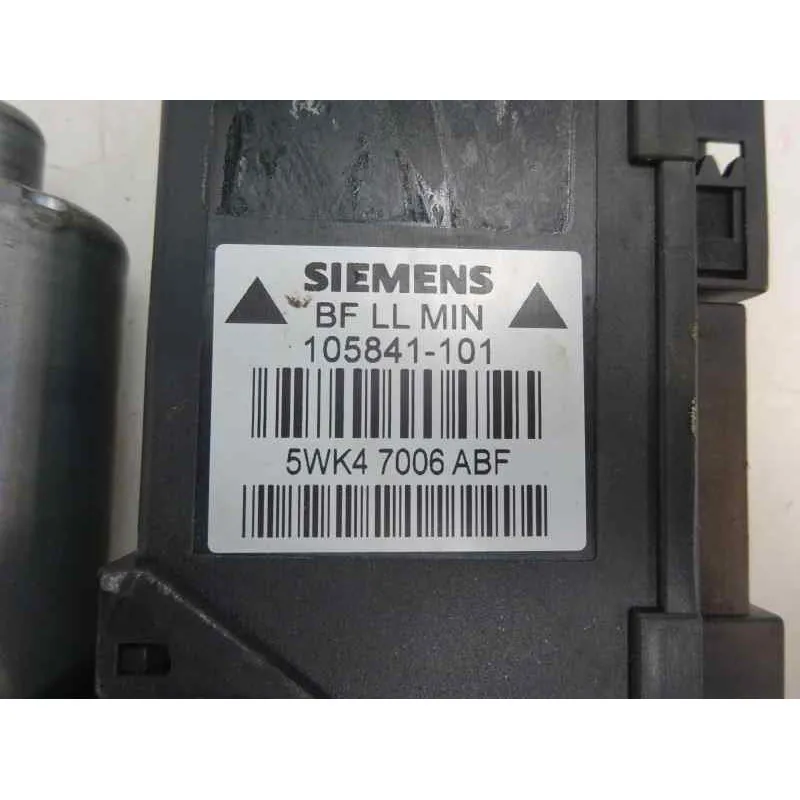 SIEMENS
BF LL MIN
105841-101
5WK4 7006 ABF